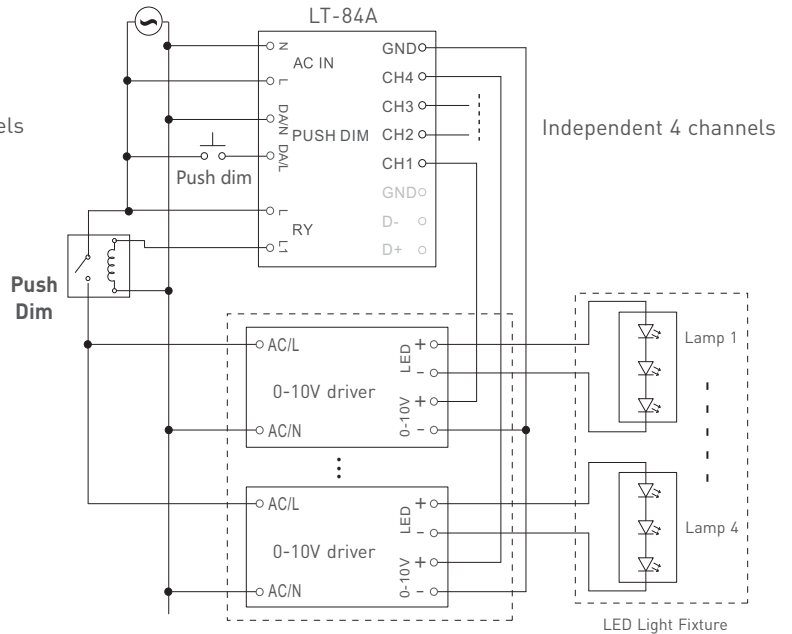 LT-84A
N
AC IN
L
DA/N
PUSH DIM
DA/L
L
RY
L1
GND
CH4
CH3
CH2
CH1
GND
D-
D+
els
Push dim
Push
Dim
Independent 4 channels
AC/L
0-10V driver
AC/N
LED
+
-
0-10V
+
-
AC/L
0-10V driver
AC/N
LED
+
-
0-10V
+
-
Lamp 1
Lamp 4
LED Light Fixture